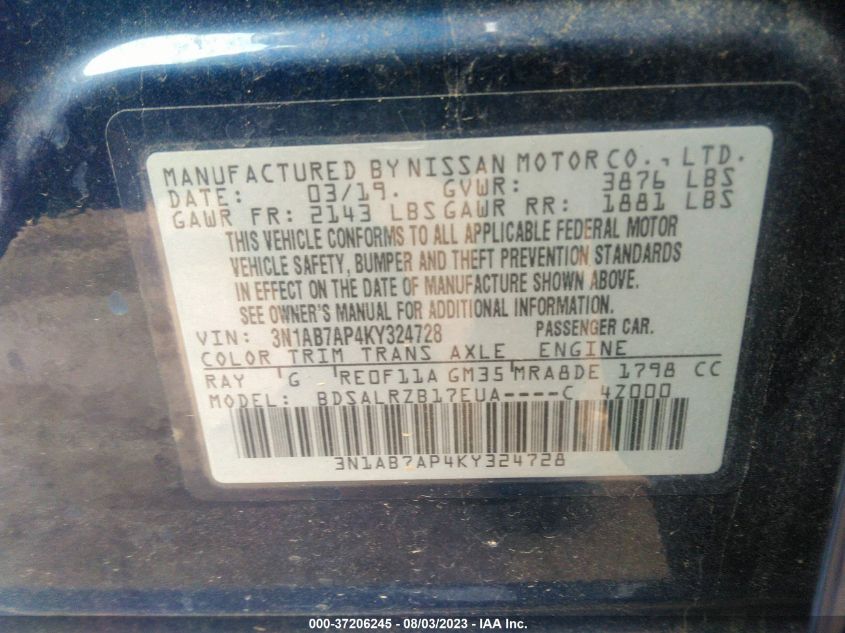 MANUFACTURED BY NISSAN MOTOR CO., LTD.
DATE: 03/19. GVWR: 3876 LBS
GAWR FR: 2143 LBS GAWR RR: 1881 LBS
THIS VEHICLE CONFORMS TO ALL APPLICABLE FEDERAL MOTOR
VEHICLE SAFETY, BUMPER AND THEFT PREVENTION STANDARDS
IN EFFECT ON THE DATE OF MANUFACTURE SHOWN ABOVE.
SEE OWNER'S MANUAL FOR ADDITIONAL INFORMATION.
VIN: 3N1AB7AP4KY324728 PASSENGER CAR.
COLOR TRIM TRANS AXLE ENGINE
RAY G RE0F11A GM35 MRA8DE 1798 CC
MODEL: BDSALRZB17EUA----C 4Z000
3N1AB7AP4KY324728
000-37206245 - 08/03/2023 - IAA Inc.